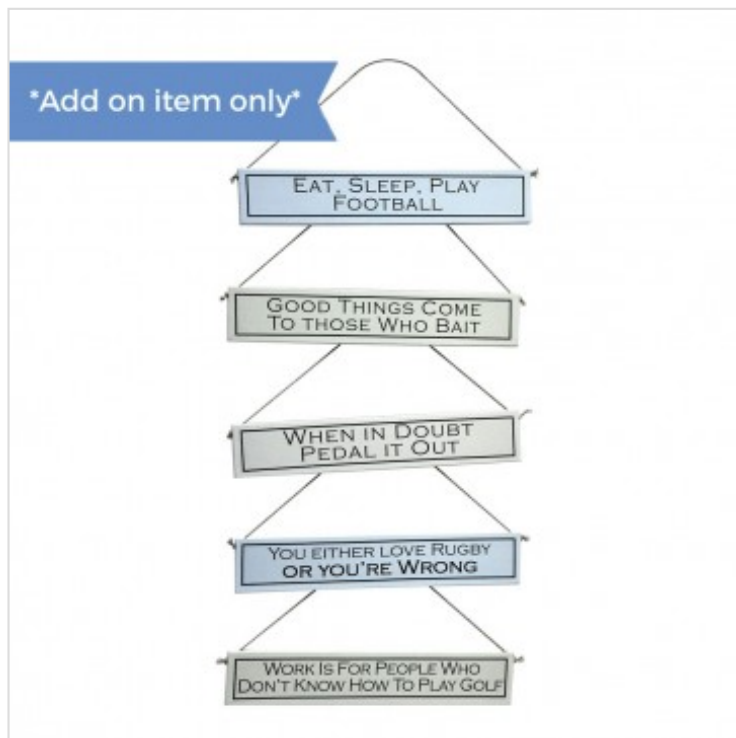 *Add on item only*
EAT, SLEEP, PLAY
FOOTBALL
GOOD THINGS COME
TO THOSE WHO BAIT
WHEN IN DOUBT
PEDAL IT OUT
YOU EITHER LOVE RUGBY
OR YOU'RE WRONG
WORK IS FOR PEOPLE WHO
DON'T KNOW HOW TO PLAY GOLF